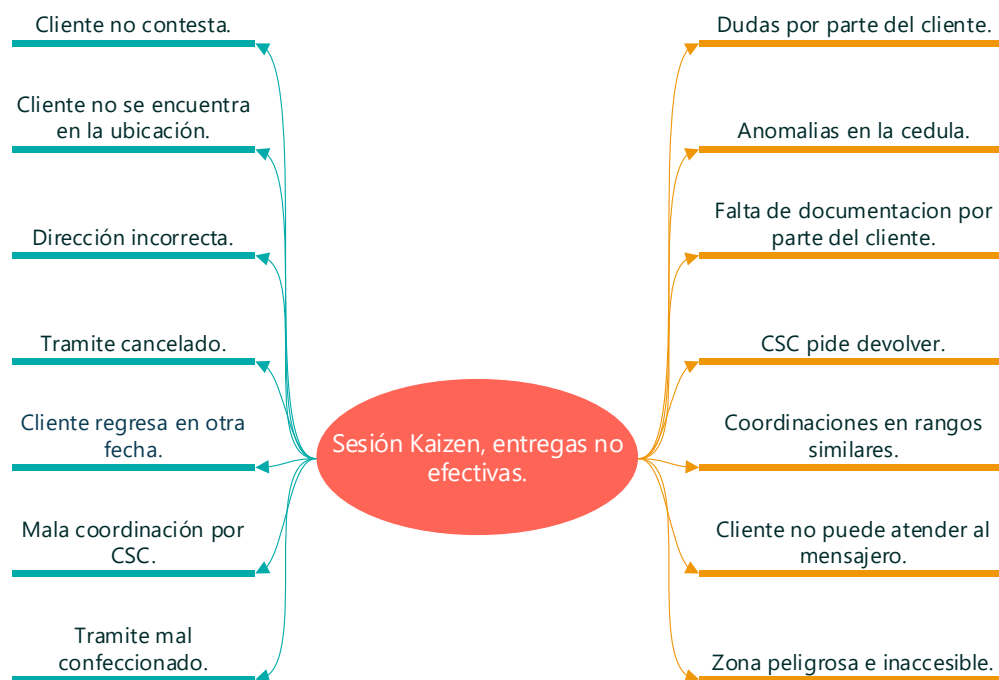 Cliente no contesta.
Cliente no se encuentra
en la ubicación.
Dirección incorrecta.
Tramite cancelado.
Cliente regresa en otra
fecha.
Mala coordinación por
CSC.
Tramite mal
confeccionado.
Sesión Kaizen, entregas no
efectivas.
Dudas por parte del cliente.
Anomalias en la cedula.
Falta de documentacion por
parte del cliente.
CSC pide devolver.
Coordinaciones en rangos
similares.
Cliente no puede atender al
mensajero.
Zona peligrosa e inaccesible.